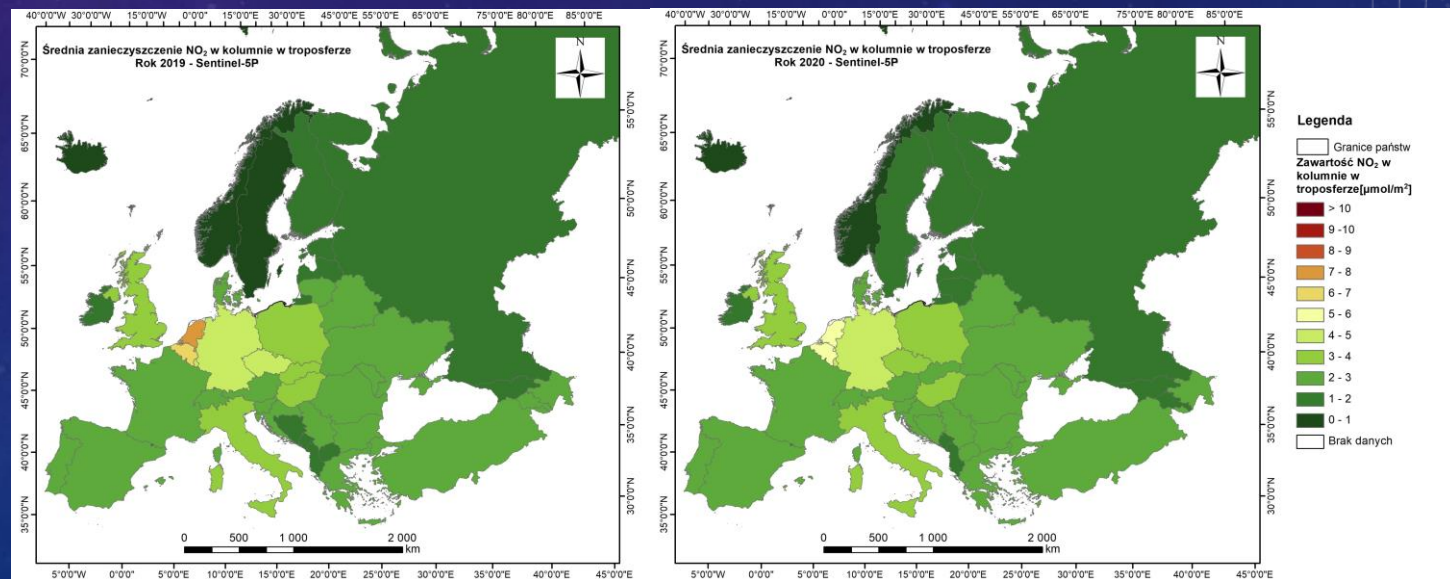 40°0'0"W 30°0'0"W 15°0'0"W 0°0'0" 15°0'0"E 30°0'0"E 45°0'0"E 60°0'0"E 75°0'0"E 85°0'0"E
Średnia zanieczyszczenie NO₂ w kolumnie w troposferze
Rok 2019 - Sentinel-5P
N
70°0'0"N
65°0'0"N
60°0'0"N
55°0'0"N
50°0'0"N
45°0'0"N
40°0'0"N
35°0'0"N
55°0'0"N
50°0'0"N
45°0'0"N
40°0'0"N
35°0'0"N
30°0'0"N
0 500 1 000 2 000
km
5°0'0"W 0°0'0" 5°0'0"E 10°0'0"E 15°0'0"E 20°0'0"E 25°0'0"E 30°0'0"E 35°0'0"E 40°0'0"E 45°0'0"E
40°0'0"W 30°0'0"W 15°0'0"W 0°0'0" 15°0'0"E 30°0'0"E 45°0'0"E 60°0'0"E 75°0'0"E 85°0'0"E
Średnia zanieczyszczenie NO₂ w kolumnie w troposferze
Rok 2020 - Sentinel-5P
N
70°0'0"N
65°0'0"N
60°0'0"N
55°0'0"N
50°0'0"N
45°0'0"N
40°0'0"N
35°0'0"N
55°0'0"N
50°0'0"N
45°0'0"N
40°0'0"N
35°0'0"N
30°0'0"N
0 500 1 000 2 000
km
5°0'0"W 0°0'0" 5°0'0"E 10°0'0"E 15°0'0"E 20°0'0"E 25°0'0"E 30°0'0"E 35°0'0"E 40°0'0"E 45°0'0"E
Legenda
Granice państw
Zawartość NO₂ w
kolumnie w
troposferze[µmol/m²]
> 10
9 -10
8 - 9
7 - 8
6 - 7
5 - 6
4 - 5
3 - 4
2 - 3
1 - 2
0 - 1
Brak danych